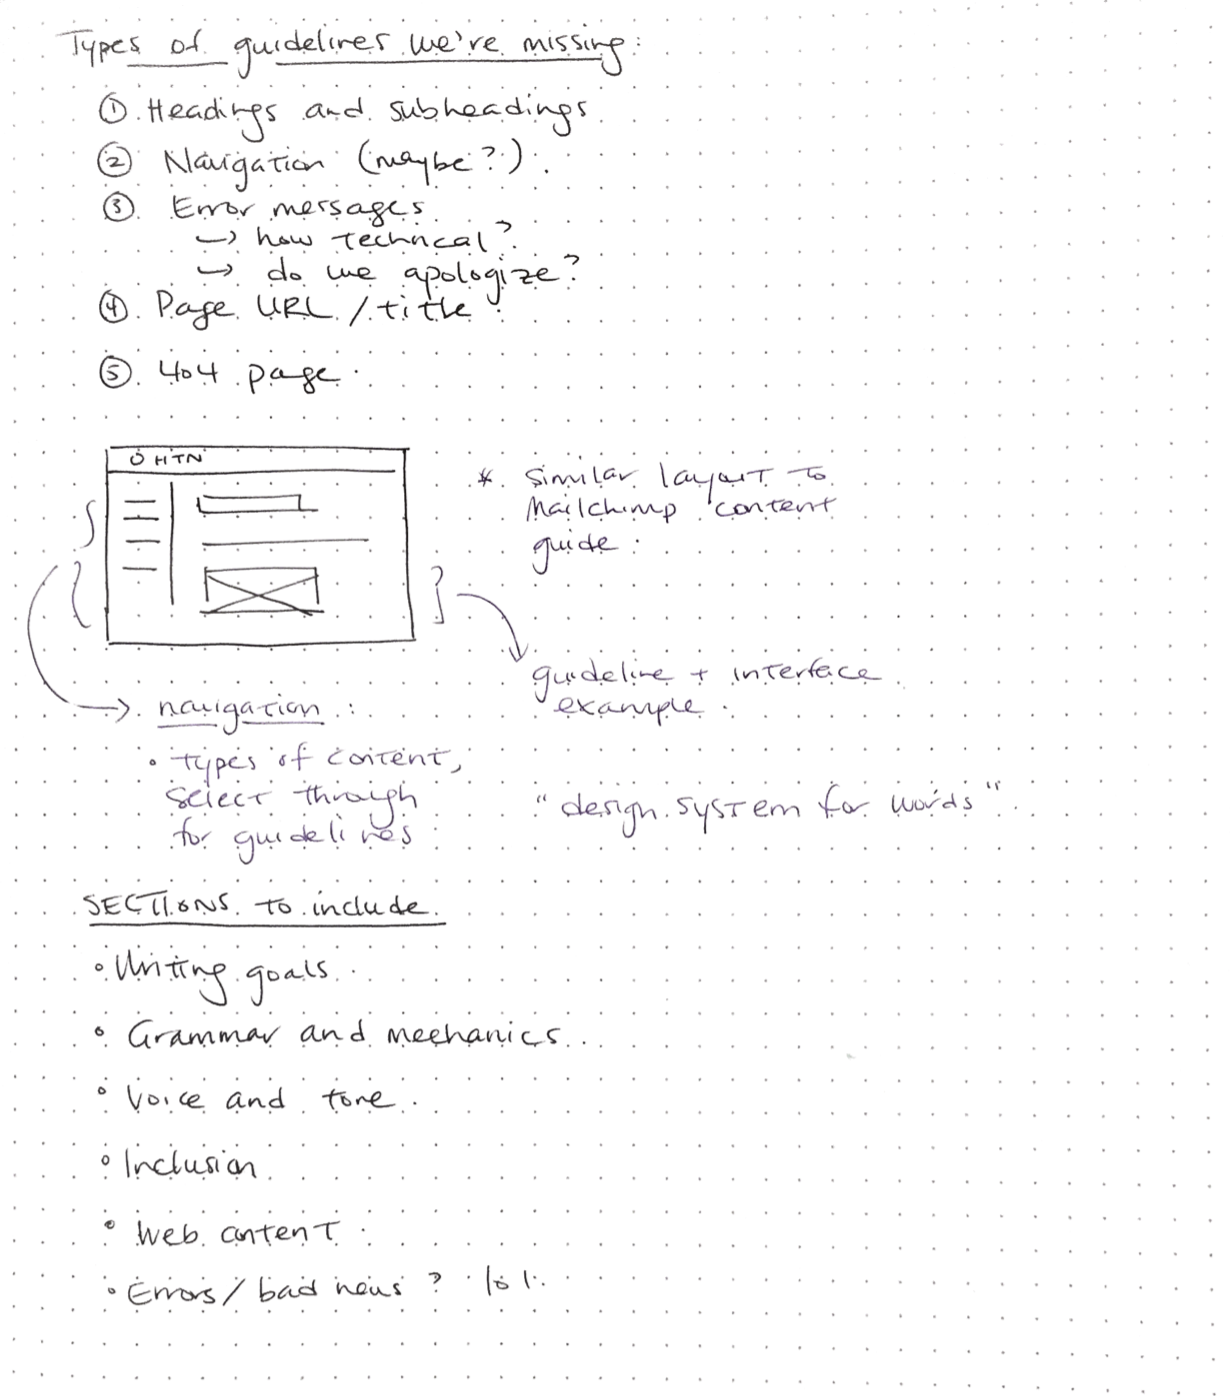 Types of guidelines we're missing:
① Headings and subheadings
② Navigation (maybe?)
③ Error messages
→ how technical?
→ do we apologize?
④ Page URL / title
⑤ 404 page
HTN
* similar layout to
Mailchimp content
guide
guideline + interface
example
→ navigation:
• types of content,
select through
for guidelines
"design system for words"
SECTIONS to include
• Writing goals
• Grammar and mechanics
• Voice and tone
• Inclusion
• Web content
• Errors / bad news? lol